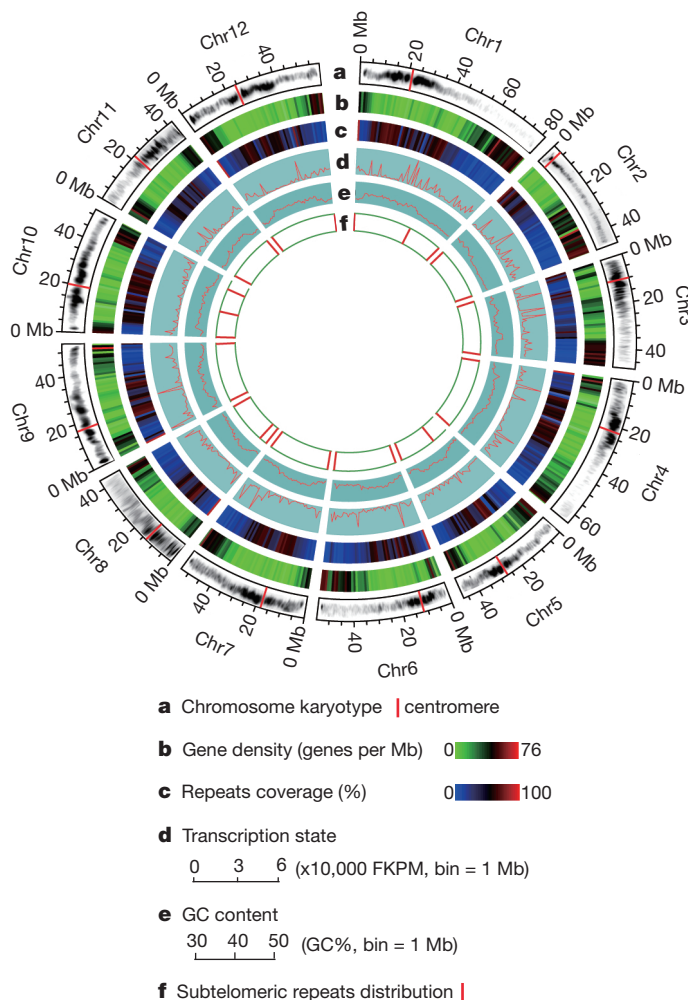 a
b
c
d
e
f
Chr1
0 Mb
20
40
60
80
Chr2
0 Mb
20
40
Chr3
0 Mb
20
40
Chr4
0 Mb
20
40
60
Chr5
0 Mb
20
40
Chr6
0 Mb
20
40
Chr7
0 Mb
20
40
Chr8
0 Mb
20
40
Chr9
0 Mb
20
40
Chr10
0 Mb
20
40
Chr11
0 Mb
20
40
Chr12
0 Mb
20
40
a Chromosome karyotype | centromere
b Gene density (genes per Mb) 0 76
c Repeats coverage (%) 0 100
d Transcription state
0 3 6 (x10,000 FKPM, bin = 1 Mb)
e GC content
30 40 50 (GC%, bin = 1 Mb)
f Subtelomeric repeats distribution |